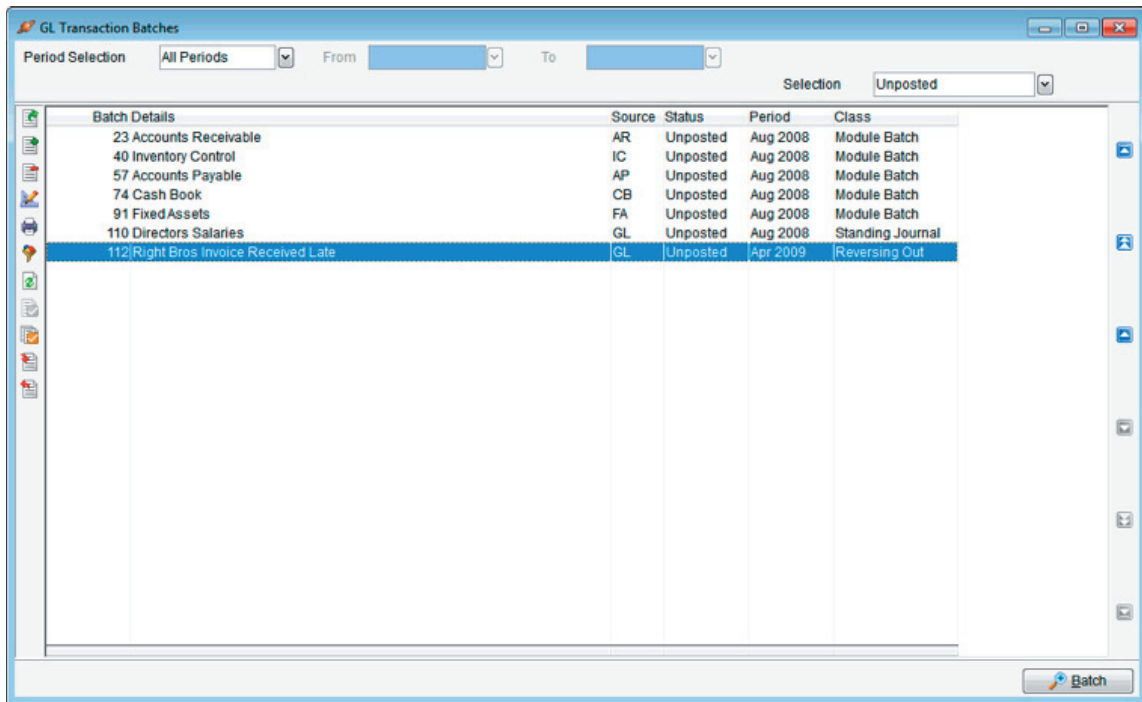 GL Transaction Batches
Period Selection All Periods From To
Selection Unposted
Batch Details Source Status Period Class
23 Accounts Receivable AR Unposted Aug 2008 Module Batch
40 Inventory Control IC Unposted Aug 2008 Module Batch
57 Accounts Payable AP Unposted Aug 2008 Module Batch
74 Cash Book CB Unposted Aug 2008 Module Batch
91 Fixed Assets FA Unposted Aug 2008 Module Batch
110 Directors Salaries GL Unposted Aug 2008 Standing Journal
112 Right Bros Invoice Received Late GL Unposted Apr 2009 Reversing Out
Batch